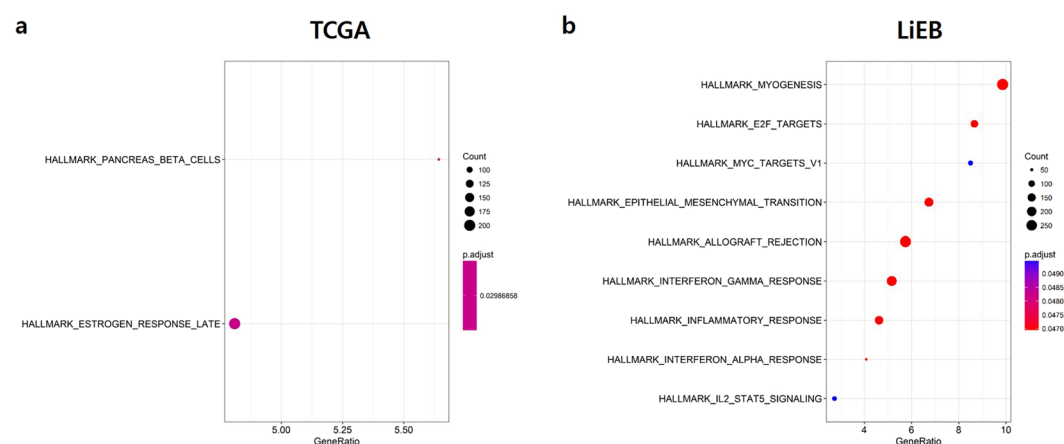 a
TCGA
HALLMARK_PANCREAS_BETA_CELLS
HALLMARK_ESTROGEN_RESPONSE_LATE
5.00
5.25
5.50
GeneRatio
Count
100
125
150
175
200
p.adjust
0.02986858
b
LiEB
HALLMARK_MYOGENESIS
HALLMARK_E2F_TARGETS
HALLMARK_MYC_TARGETS_V1
HALLMARK_EPITHELIAL_MESENCHYMAL_TRANSITION
HALLMARK_ALLOGRAFT_REJECTION
HALLMARK_INTERFERON_GAMMA_RESPONSE
HALLMARK_INFLAMMATORY_RESPONSE
HALLMARK_INTERFERON_ALPHA_RESPONSE
HALLMARK_IL2_STAT5_SIGNALING
4
6
8
10
GeneRatio
Count
50
100
150
200
250
p.adjust
0.0490
0.0485
0.0480
0.0475
0.0470